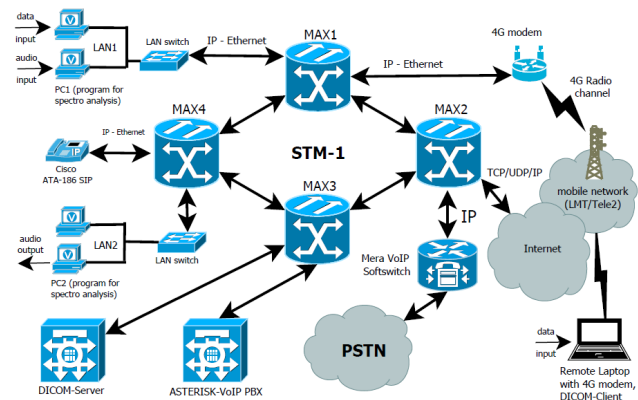 data
input
LAN1
LAN switch
IP - Ethernet
MAX1
4G modem
audio
input
PC1 (program for
spectro analysis)
IP - Ethernet
4G Radio
channel
MAX4
MAX2
IP - Ethernet
IP
Cisco
ATA-186 SIP
STM-1
TCP/UDP/IP
mobile network
(LMT/Tele2)
MAX3
IP
audio
output
LAN2
LAN switch
PC2 (program for
spectro analysis)
Mera VoIP
Softswitch
Internet
PSTN
data
input
DICOM-Server
ASTERISK-VoIP PBX
Remote Laptop
with 4G modem,
DICOM-Client